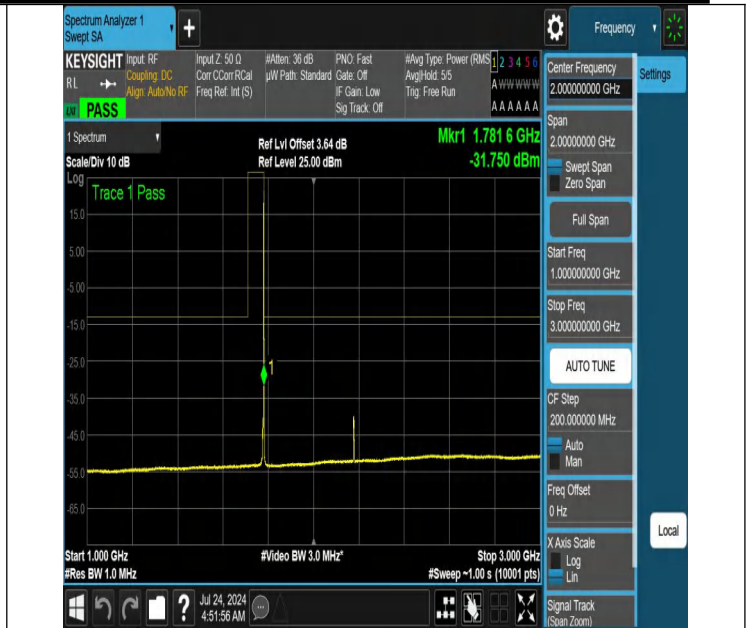 Spectrum Analyzer 1
Swept SA
+
Frequency
KEYSIGHT
RL
PASS
Input: RF
Coupling: DC
Align: Auto/No RF
Input Z: 50 Ω
Corr CCorr RCal
Freq Ref: Int (S)
#Atten: 36 dB
µW Path: Standard
PNO: Fast
Gate: Off
IF Gain: Low
Sig Track: Off
#Avg Type: Power (RMS
Avg|Hold: 5/5
Trig: Free Run
1 2 3 4 5 6
A W W W W W
A A A A A A
1 Spectrum
Scale/Div 10 dB
Ref Lvl Offset 3.64 dB
Ref Level 25.00 dBm
Mkr1 1.781 6 GHz
-31.750 dBm
Log
Trace 1 Pass
15.0
5.00
-5.00
-15.0
-25.0
1
-35.0
-45.0
-55.0
-65.0
Start 1.000 GHz
#Res BW 1.0 MHz
#Video BW 3.0 MHz*
Stop 3.000 GHz
#Sweep ~1.00 s (10001 pts)
Center Frequency
2.000000000 GHz
Settings
Span
2.00000000 GHz
Swept Span
Zero Span
Full Span
Start Freq
1.000000000 GHz
Stop Freq
3.000000000 GHz
AUTO TUNE
CF Step
200.000000 MHz
Auto
Man
Freq Offset
0 Hz
X Axis Scale
Log
Lin
Local
Signal Track
(Span Zoom)
?
Jul 24, 2024
4:51:56 AM